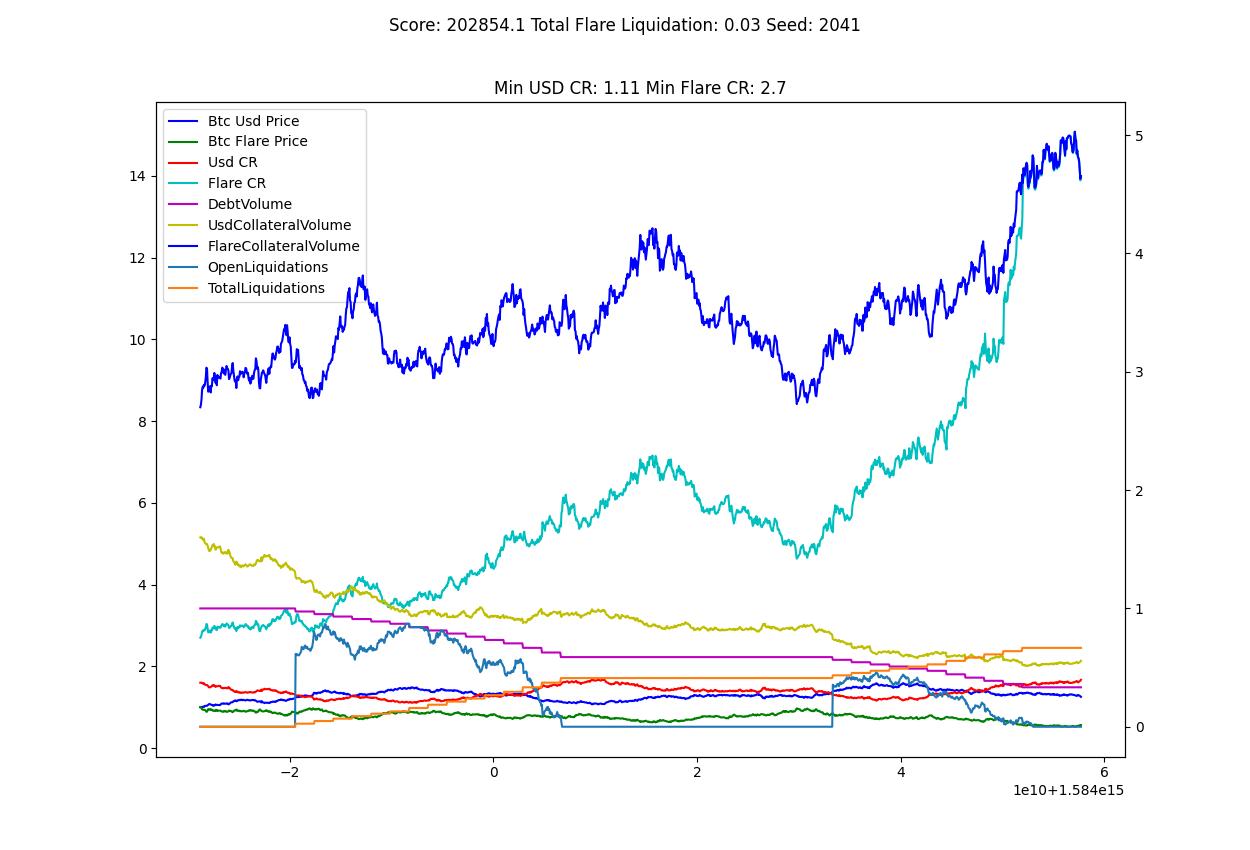 Score: 202854.1 Total Flare Liquidation: 0.03 Seed: 2041
Min USD CR: 1.11 Min Flare CR: 2.7
Btc Usd Price
Btc Flare Price
Usd CR
Flare CR
DebtVolume
UsdCollateralVolume
FlareCollateralVolume
OpenLiquidations
TotalLiquidations
14
12
10
8
6
4
2
0
5
4
3
2
1
0
−2
0
2
4
6
1e10+1.584e15